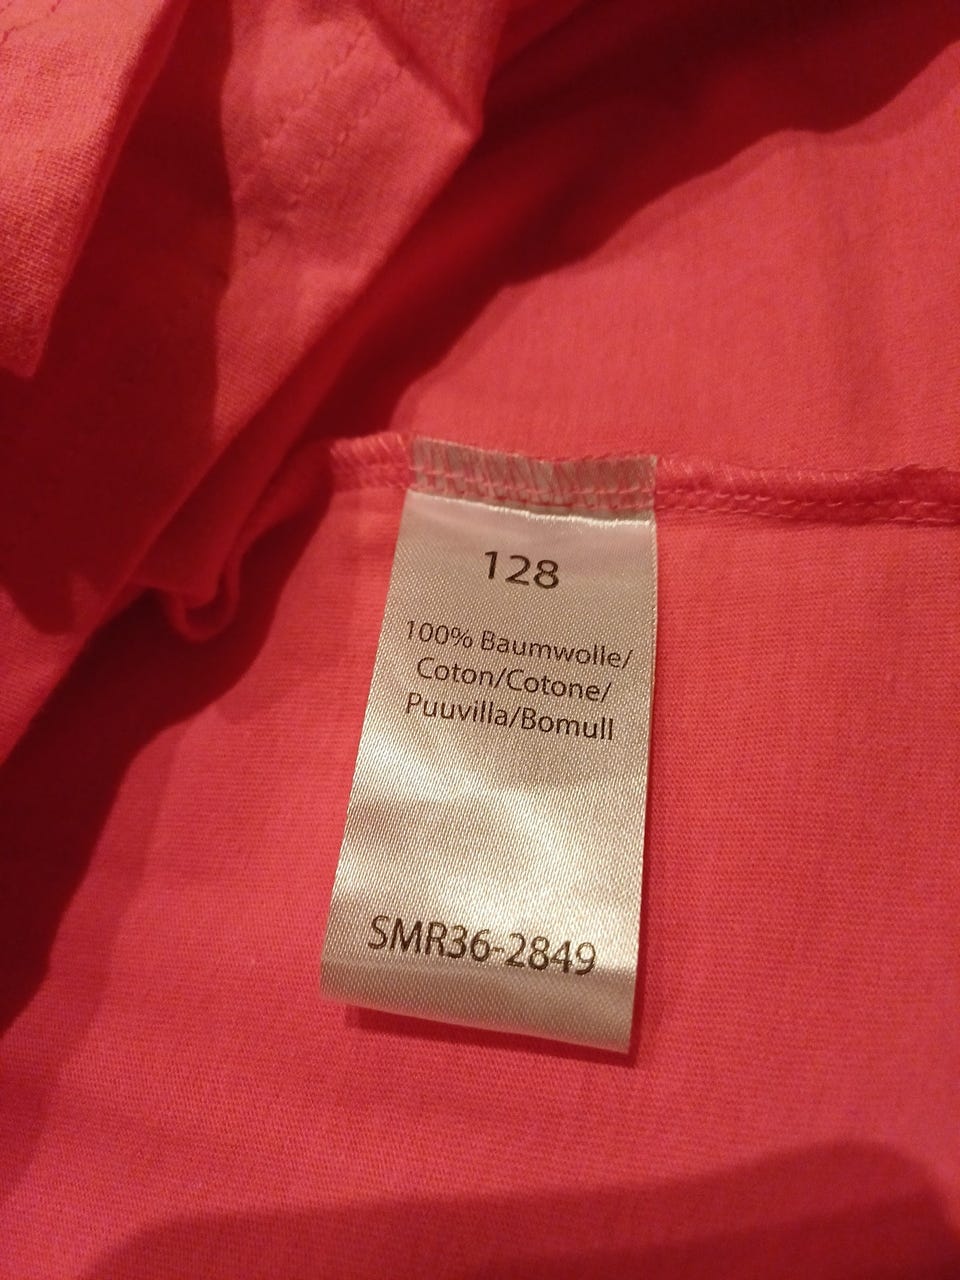 128
100% Baumwolle/
Coton/Cotone/
Puuvilla/Bomull
SMR36-2849